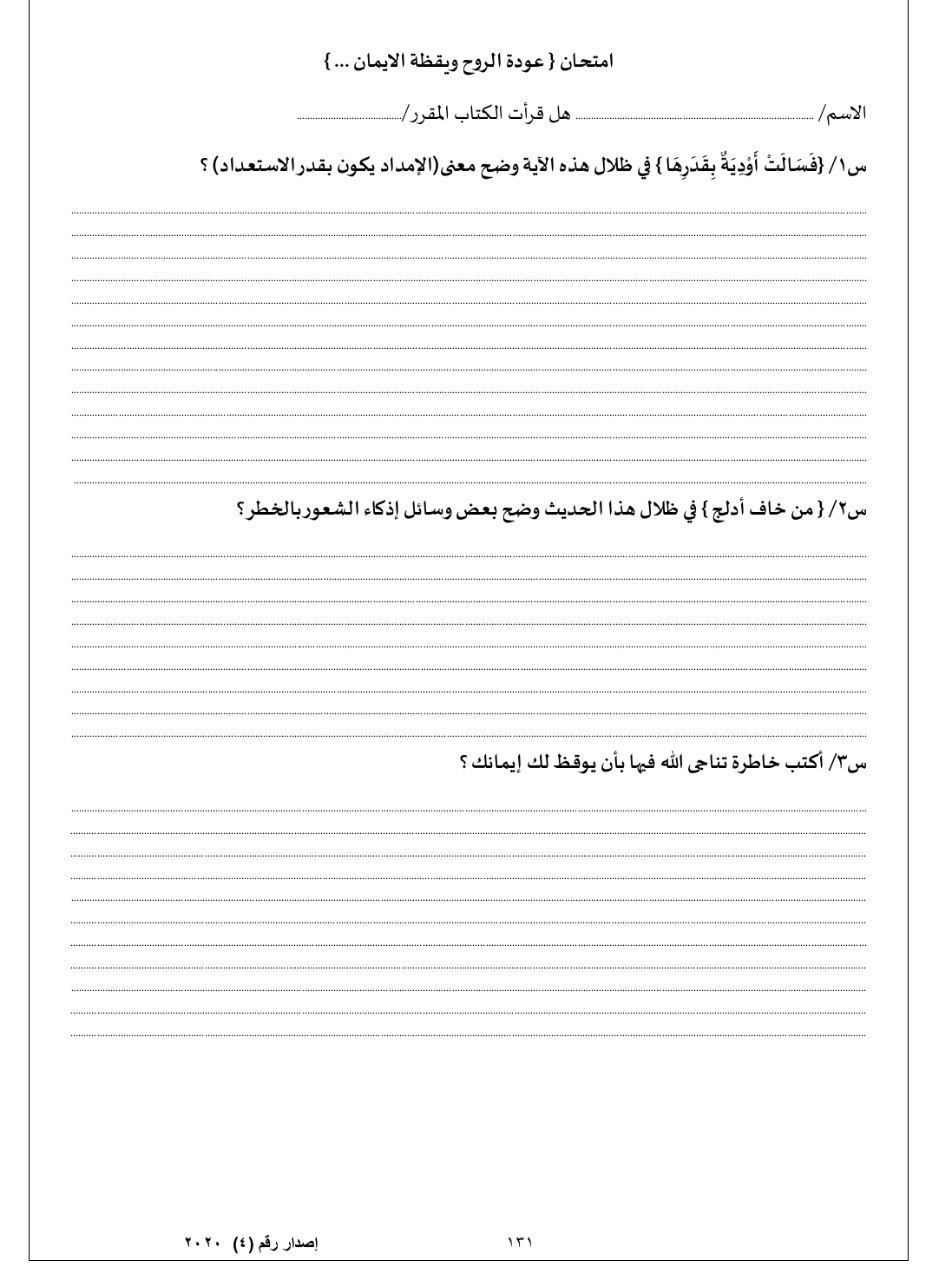 امتحان { عودة الروح ويقظة الايمان ... }
الاسم/ ........................ هل قرأت الكتاب المقرر/ ............
س١/ {فَسَالَتْ أَوْدِيَةٌ بِقَدَرِهَا } في ظلال هذه الآية وضح معنى(الإمداد يكون بقدر الاستعداد) ؟
س٢/ { من خاف أدلج } في ظلال هذا الحديث وضح بعض وسائل إذكاء الشعور بالخطر ؟
س٣/ أكتب خاطرة تناجى الله فيها بأن يوقظ لك إيمانك ؟
١٣١
إصدار رقم (٤) ٢٠٢٠